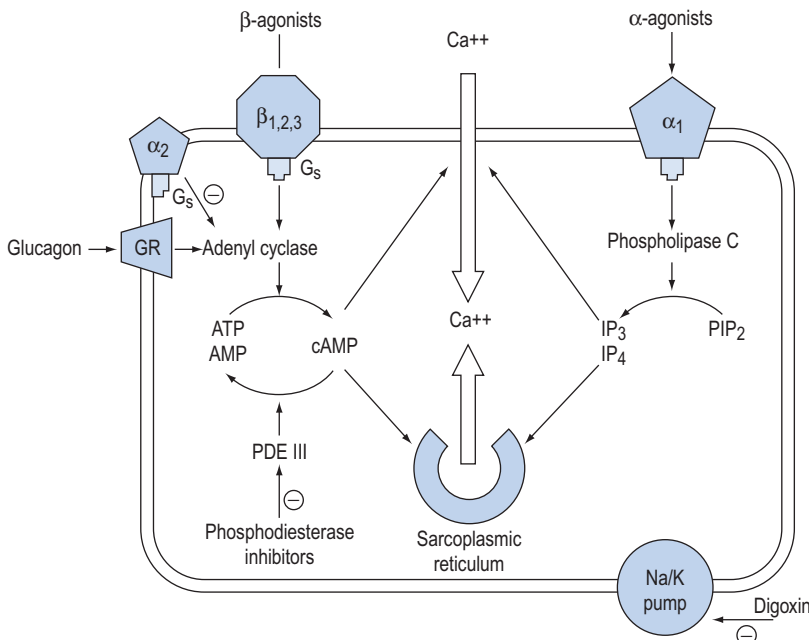 β-agonists
Ca++
α-agonists
α2
β1,2,3
α1
Gs
Gs
⊖
Glucagon
GR
Adenyl cyclase
Phospholipase C
ATP
AMP
cAMP
Ca++
IP3
IP4
PIP2
PDE III
⊖
Phosphodiesterase
inhibitors
Sarcoplasmic
reticulum
Na/K
pump
Digoxin
⊖